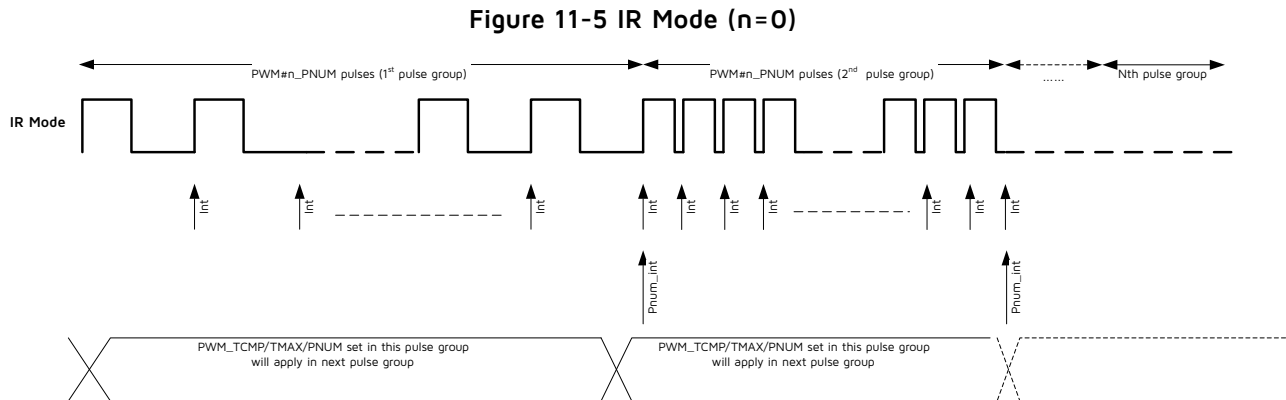 Figure 11-5 IR Mode (n=0)
PWM#n_PNUM pulses (1st pulse group)
PWM#n_PNUM pulses (2nd pulse group)
......
Nth pulse group
IR Mode
Int
Int
Int
Int
Int
Int
Int
Int
Int
Int
Pnum_int
Pnum_int
PWM_TCMP/TMAX/PNUM set in this pulse group
will apply in next pulse group
PWM_TCMP/TMAX/PNUM set in this pulse group
will apply in next pulse group